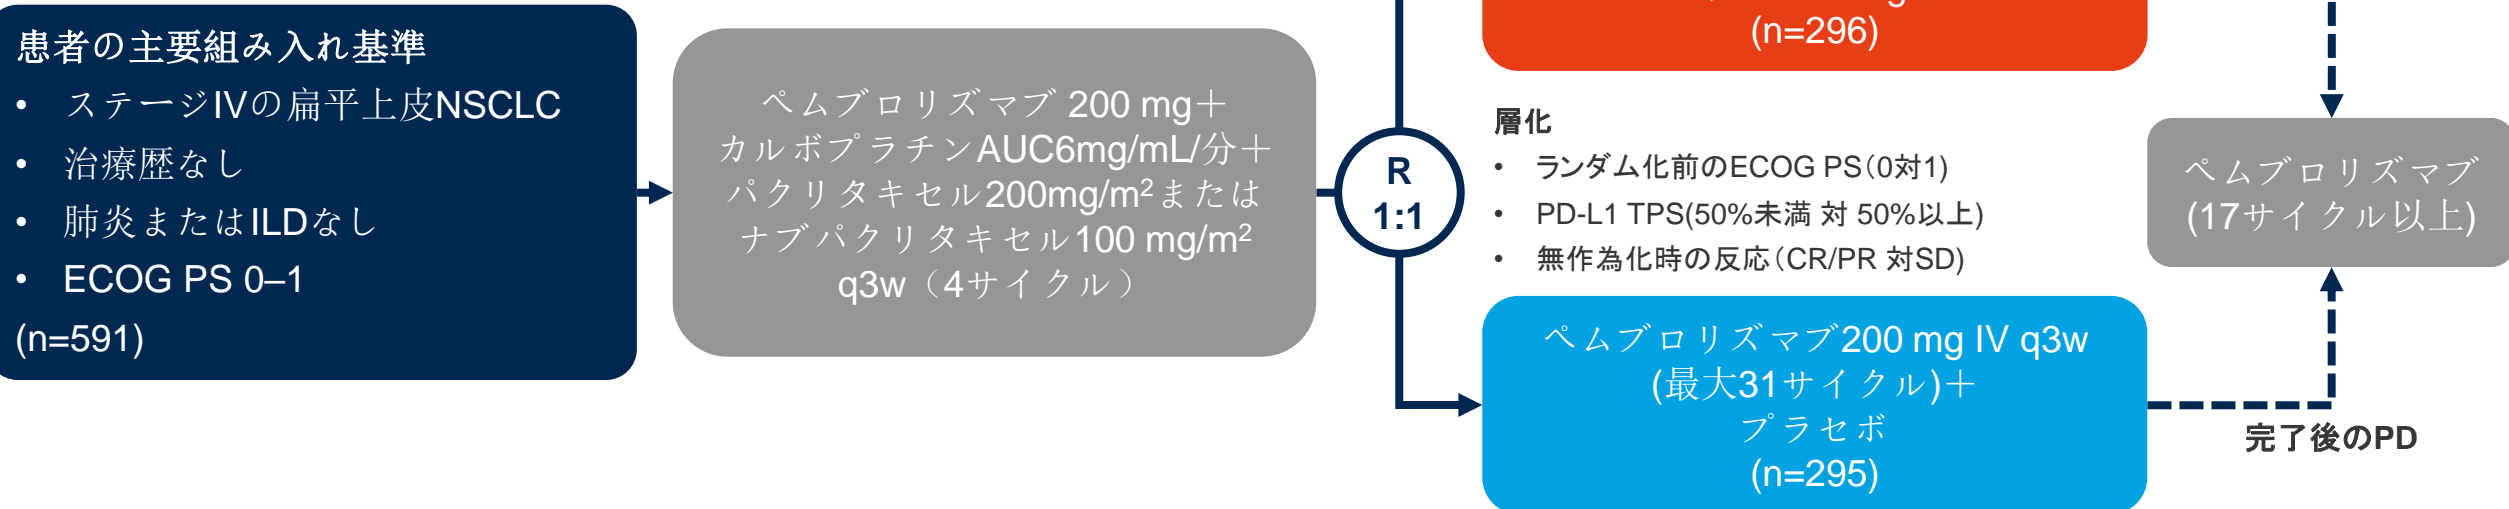 患者の主要組み入れ基準
• ステージIVの扁平上皮NSCLC
• 治療歴なし
• 肺炎またはILDなし
• ECOG PS 0–1
(n=591)
ペムブロリズマブ 200 mg＋
カルボプラチンAUC6mg/mL/分＋
パクリタキセル200mg/m²または
ナブパクリタキセル100 mg/m²
q3w（4サイクル）
R
1:1
(n=296)
層化
• ランダム化前のECOG PS（0対1)
• PD-L1 TPS(50%未満 対 50%以上)
• 無作為化時の反応（CR/PR 対SD)
ペムブロリズマブ200 mg IV q3w
(最大31サイクル)＋
プラセボ
(n=295)
ペムブロリズマブ
(17サイクル以上)
完了後のPD